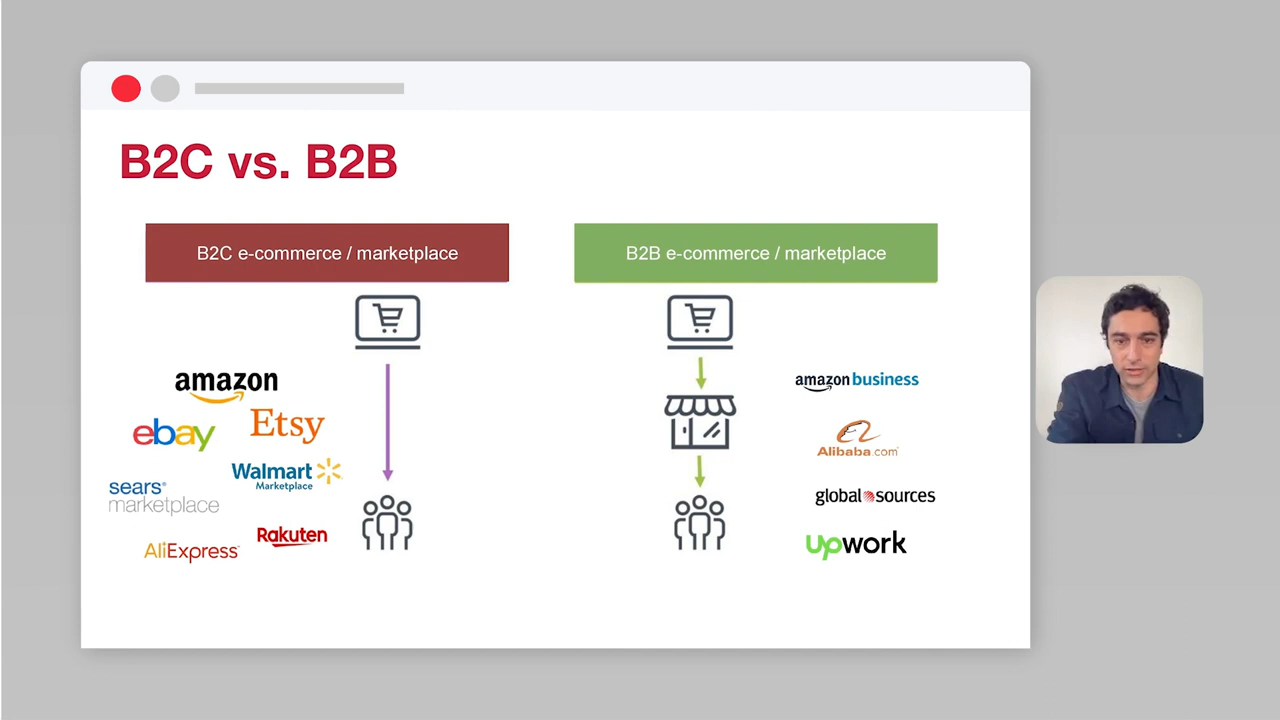 B2C vs. B2B
B2C e-commerce / marketplace
amazon
ebay
Etsy
Walmart
Marketplace
sears
marketplace
Rakuten
AliExpress
B2B e-commerce / marketplace
amazon business
Alibaba.com
global sources
upwork